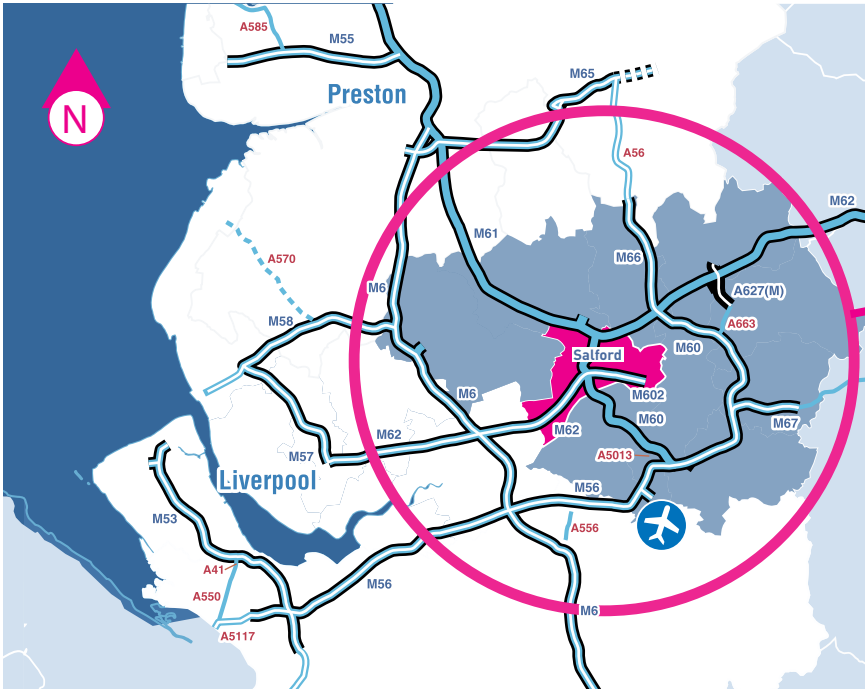 A585
M55
Preston
M65
N
A56
M62
M61
M66
A570
M6
A627(M)
M58
A663
M60
Salford
M6
M602
M60
M67
M62
M62
M57
A5013
Liverpool
M56
M53
A556
A41
M56
A550
M6
A5117